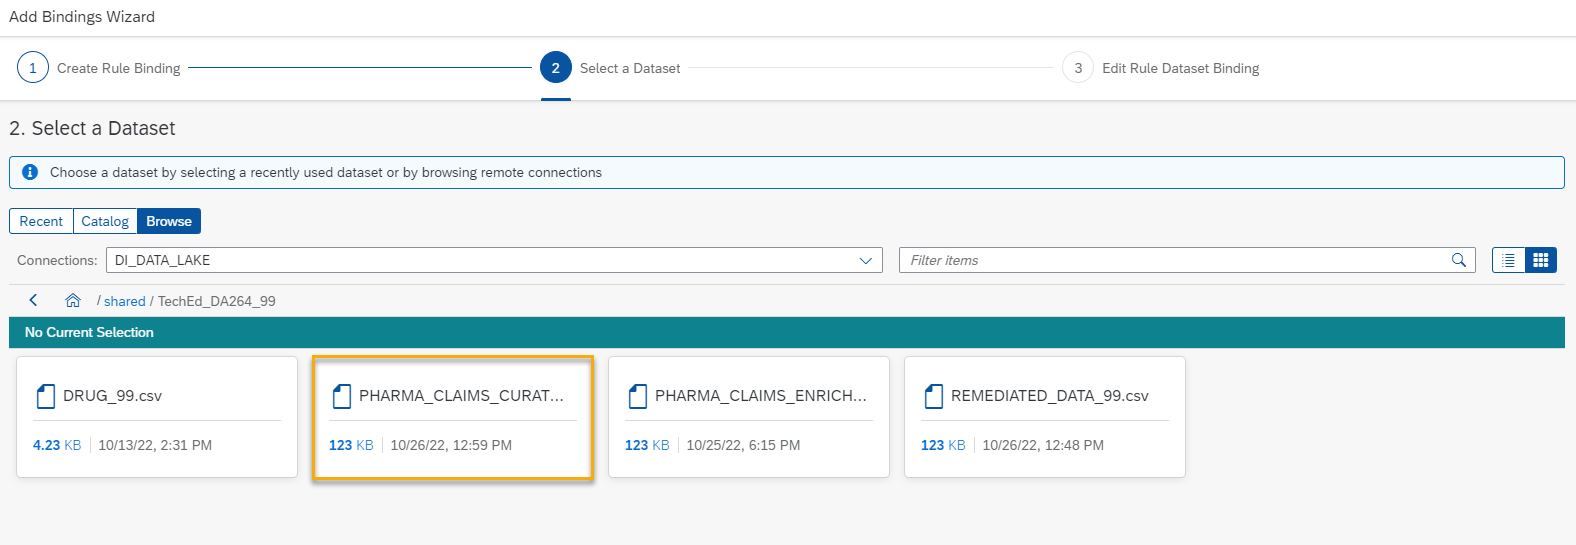 Add Bindings Wizard
1 Create Rule Binding 2 Select a Dataset 3 Edit Rule Dataset Binding
2. Select a Dataset
Choose a dataset by selecting a recently used dataset or by browsing remote connections
Recent Catalog Browse
Connections: DI_DATA_LAKE Filter items
/ shared / TechEd_DA264_99
No Current Selection
DRUG_99.csv PHARMA_CLAIMS_CURAT... PHARMA_CLAIMS_ENRICH... REMEDIATED_DATA_99.csv
4.23 KB 10/13/22, 2:31 PM 123 KB 10/26/22, 12:59 PM 123 KB 10/25/22, 6:15 PM 123 KB 10/26/22, 12:48 PM